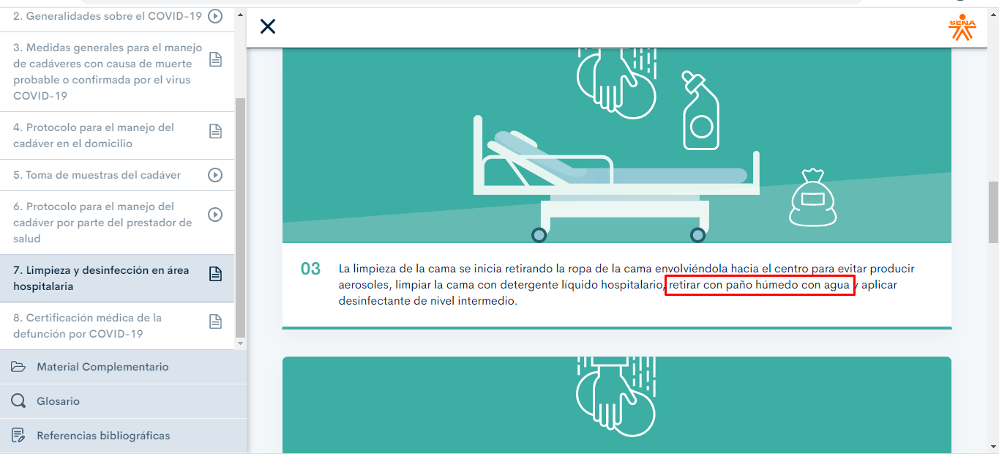 2. Generalidades sobre el COVID-19
3. Medidas generales para el manejo
de cadáveres con causa de muerte
probable o confirmada por el virus
COVID-19
4. Protocolo para el manejo del
cadáver en el domicilio
5. Toma de muestras del cadáver
6. Protocolo para el manejo del
cadáver por parte del prestador de
salud
7. Limpieza y desinfección en área
hospitalaria
8. Certificación médica de la
defunción por COVID-19
Material Complementario
Glosario
Referencias bibliográficas
SENA
03
La limpieza de la cama se inicia retirando la ropa de la cama envolviéndola hacia el centro para evitar producir
aerosoles, limpiar la cama con detergente líquido hospitalario, retirar con paño húmedo con agua y aplicar
desinfectante de nivel intermedio.